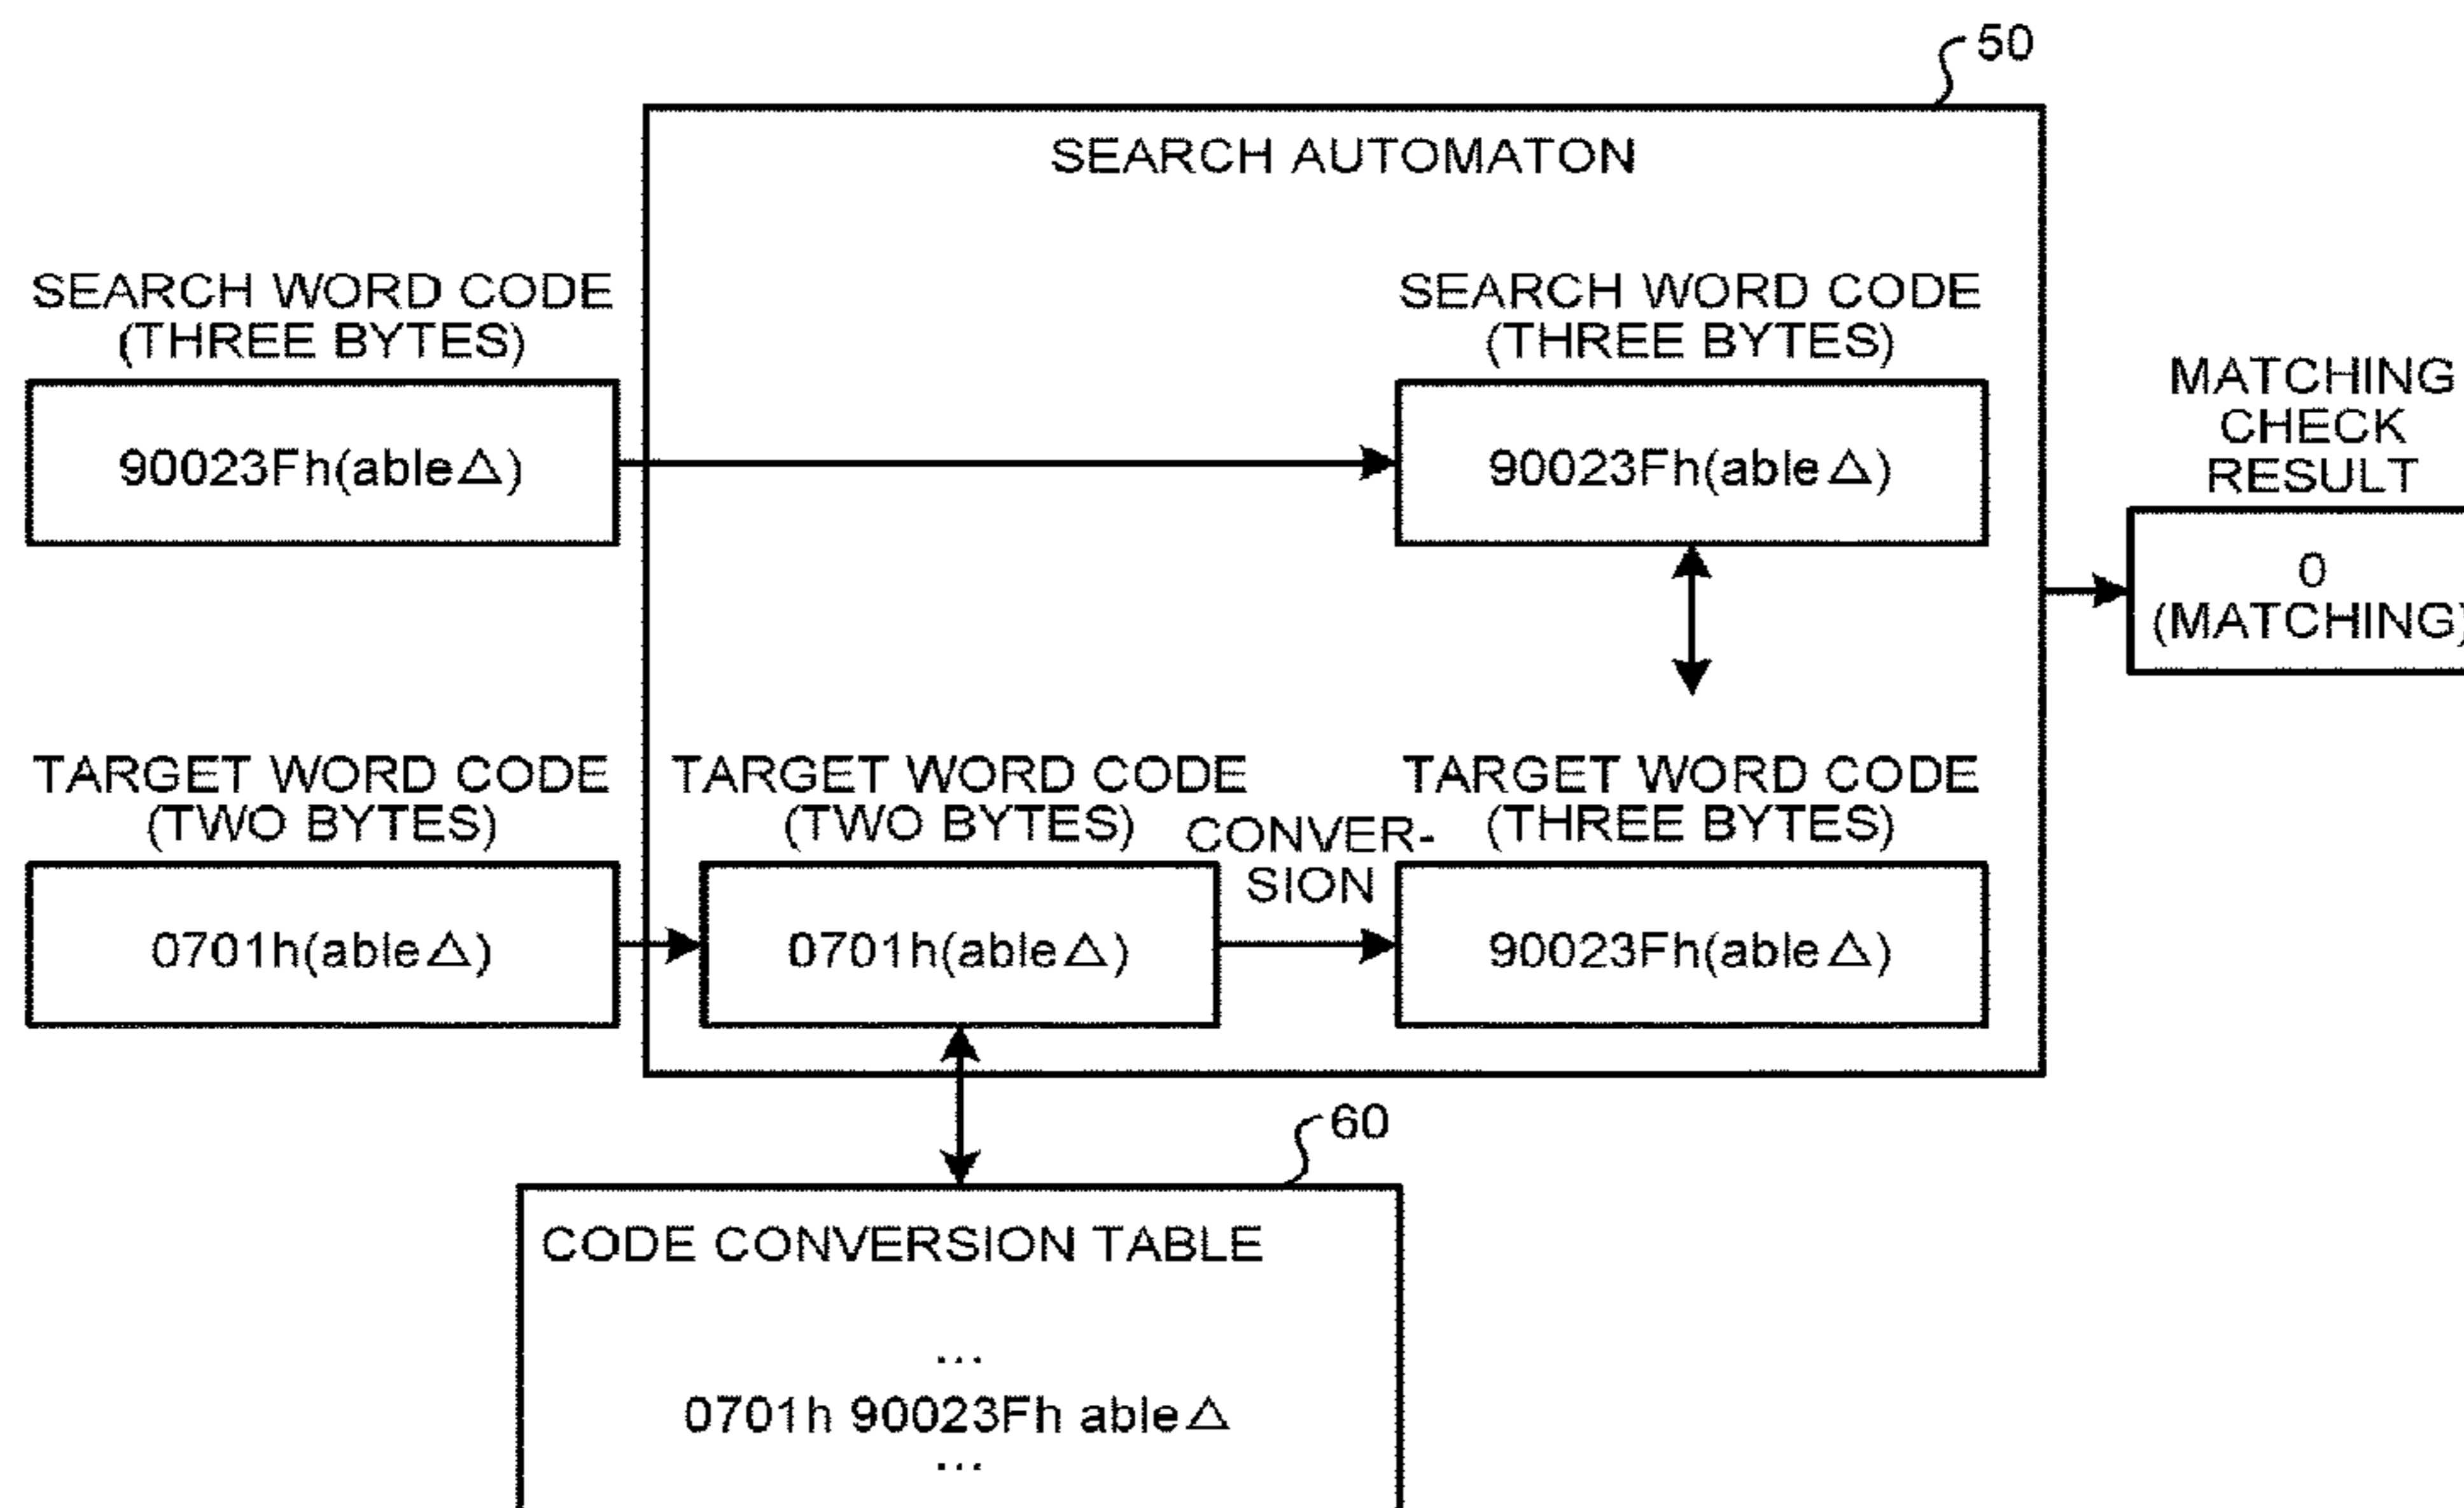 50
SEARCH AUTOMATON
SEARCH WORD CODE
(THREE BYTES)
90023Fh(able△)
SEARCH WORD CODE
(THREE BYTES)
90023Fh(able△)
MATCHING
CHECK
RESULT
0
(MATCHING)
TARGET WORD CODE
(TWO BYTES)
0701h(able△)
TARGET WORD CODE
(TWO BYTES)
0701h(able△)
CONVER-
SION
TARGET WORD CODE
(THREE BYTES)
90023Fh(able△)
60
CODE CONVERSION TABLE
...
0701h 90023Fh able△
...